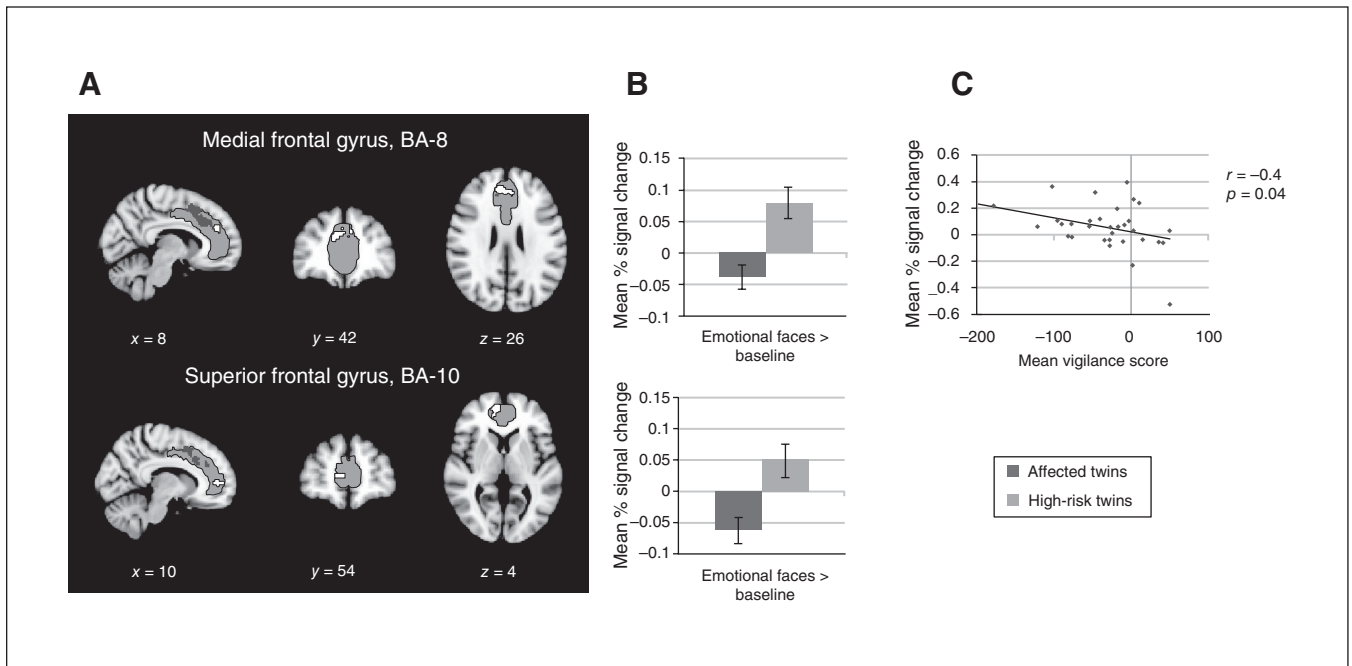 A
Medial frontal gyrus, BA-8
x = 8
y = 42
z = 26
Superior frontal gyrus, BA-10
x = 10
y = 54
z = 4
B
Mean % signal change
0.15
0.1
0.05
0
–0.05
–0.1
Emotional faces >
baseline
Mean % signal change
0.15
0.1
0.05
0
–0.05
–0.1
Emotional faces >
baseline
C
Mean % signal change
0.6
0.4
0.2
0
–0.2
–0.4
–0.6
–200
–100
0
100
Mean vigilance score
r = –0.4
p = 0.04
Affected twins
High-risk twins